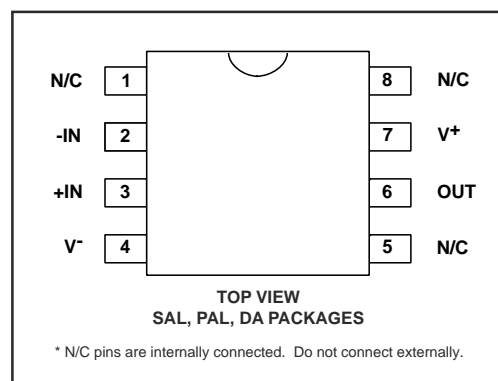 N/C 1 8 N/C
-IN 2 7 V+
+IN 3 6 OUT
V- 4 5 N/C
TOP VIEW
SAL, PAL, DA PACKAGES
* N/C pins are internally connected. Do not connect externally.